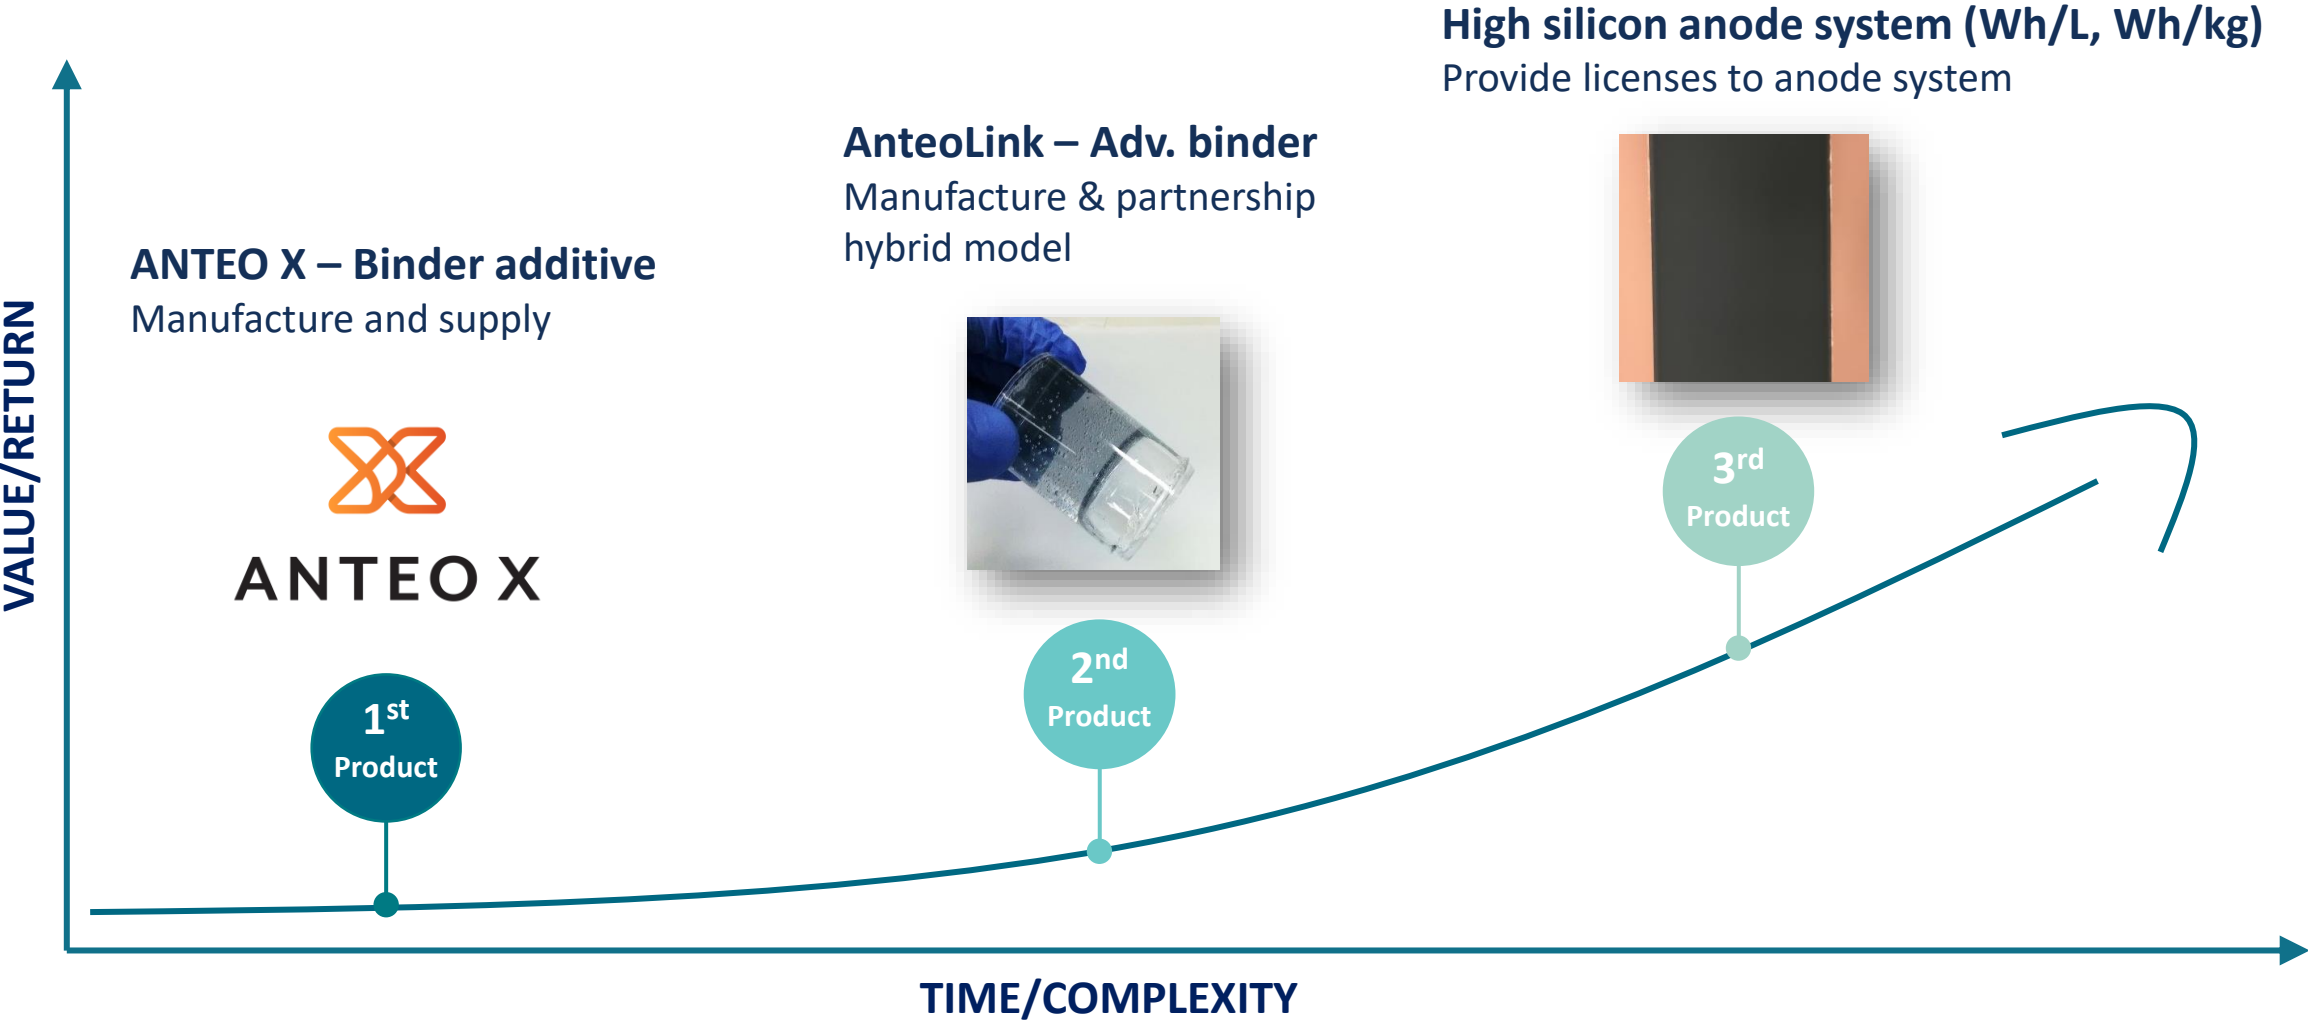 High silicon anode system (Wh/L, Wh/kg)
Provide licenses to anode system
AnteoLink – Adv. binder
Manufacture & partnership
hybrid model
ANTEO X – Binder additive
Manufacture and supply
VALUE/RETURN
ANTEO X
1st
Product
2nd
Product
3rd
Product
TIME/COMPLEXITY